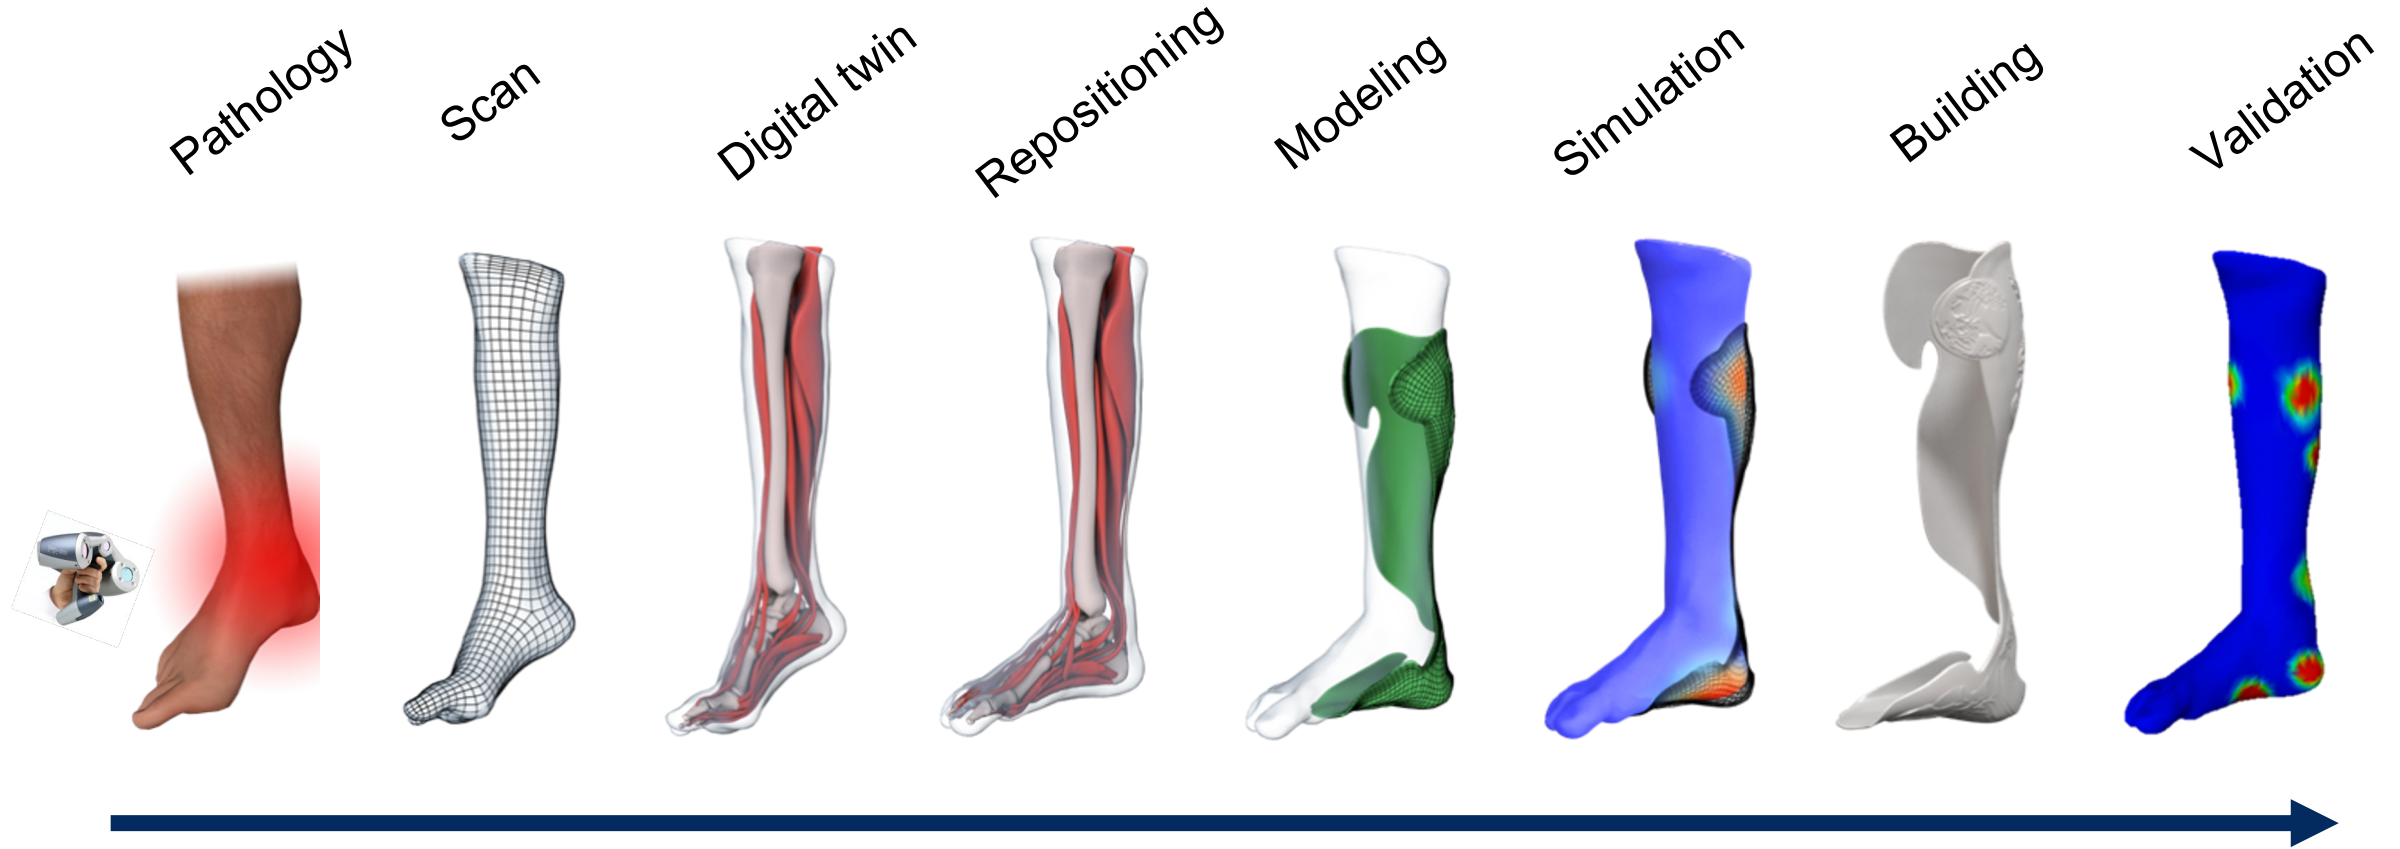 Pathology
Scan
Digital twin
Repositioning
Modeling
Simulation
Building
Validation